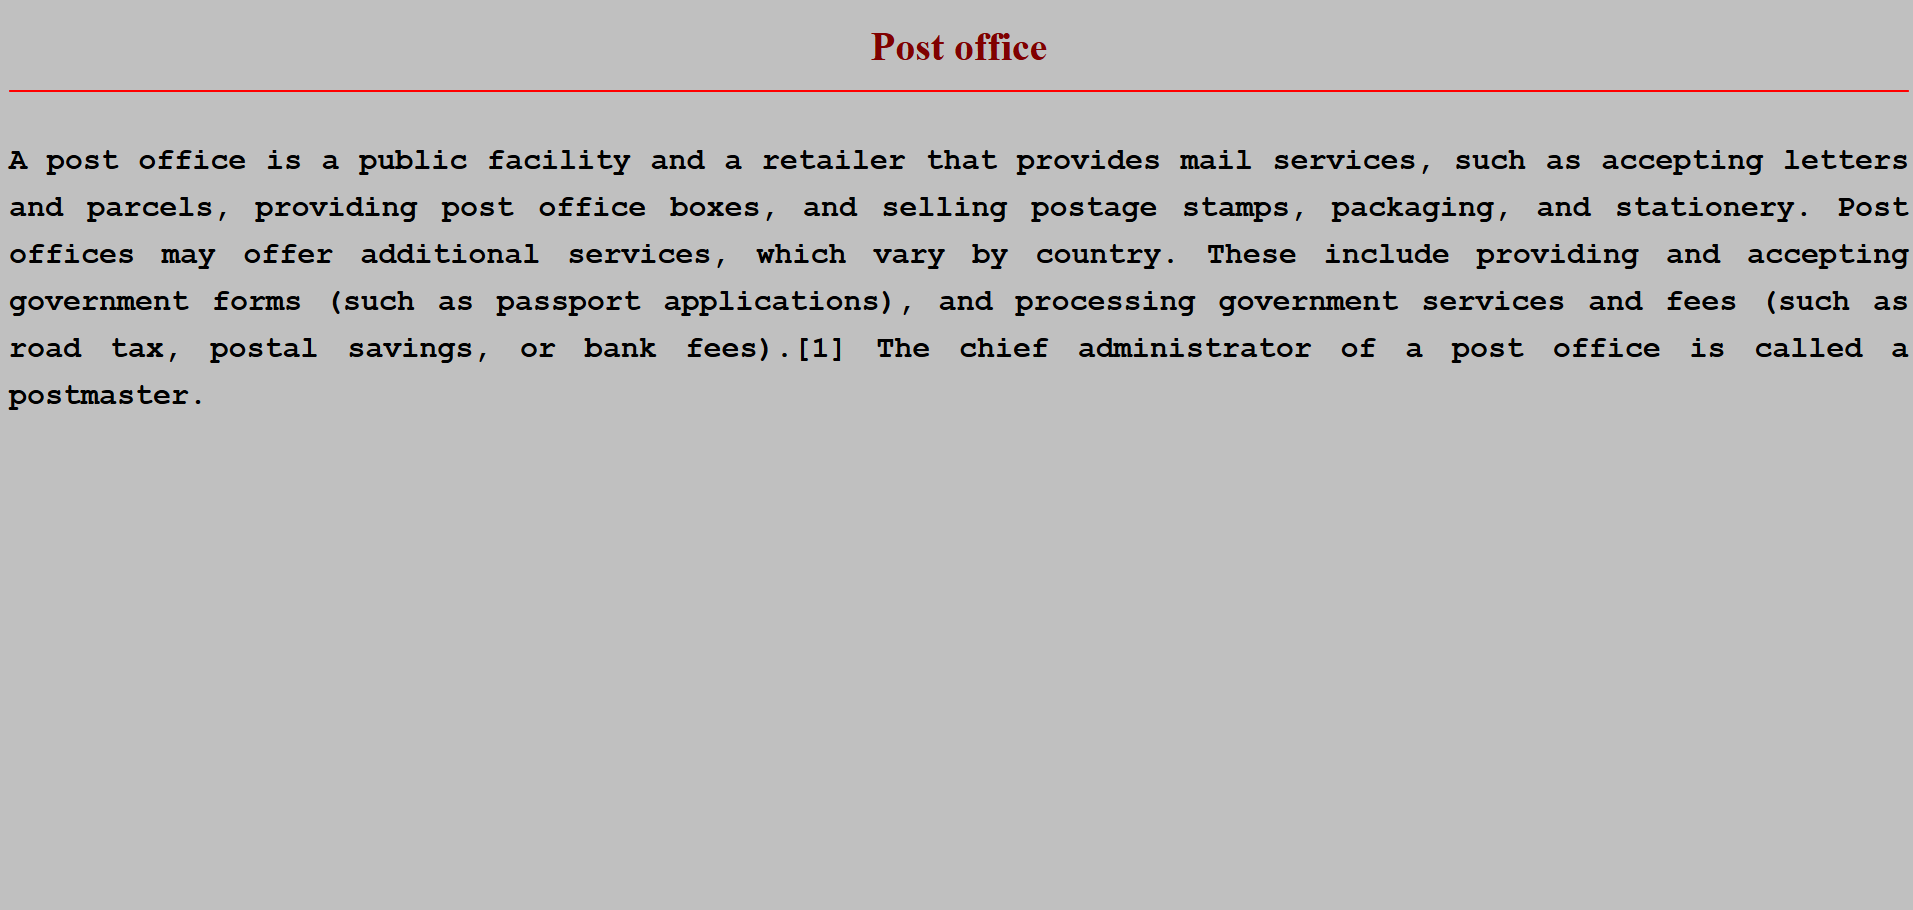 Post office
A post office is a public facility and a retailer that provides mail services, such as accepting letters
and parcels, providing post office boxes, and selling postage stamps, packaging, and stationery. Post
offices may offer additional services, which vary by country. These include providing and accepting
government forms (such as passport applications), and processing government services and fees (such as
road tax, postal savings, or bank fees).[1] The chief administrator of a post office is called a
postmaster.